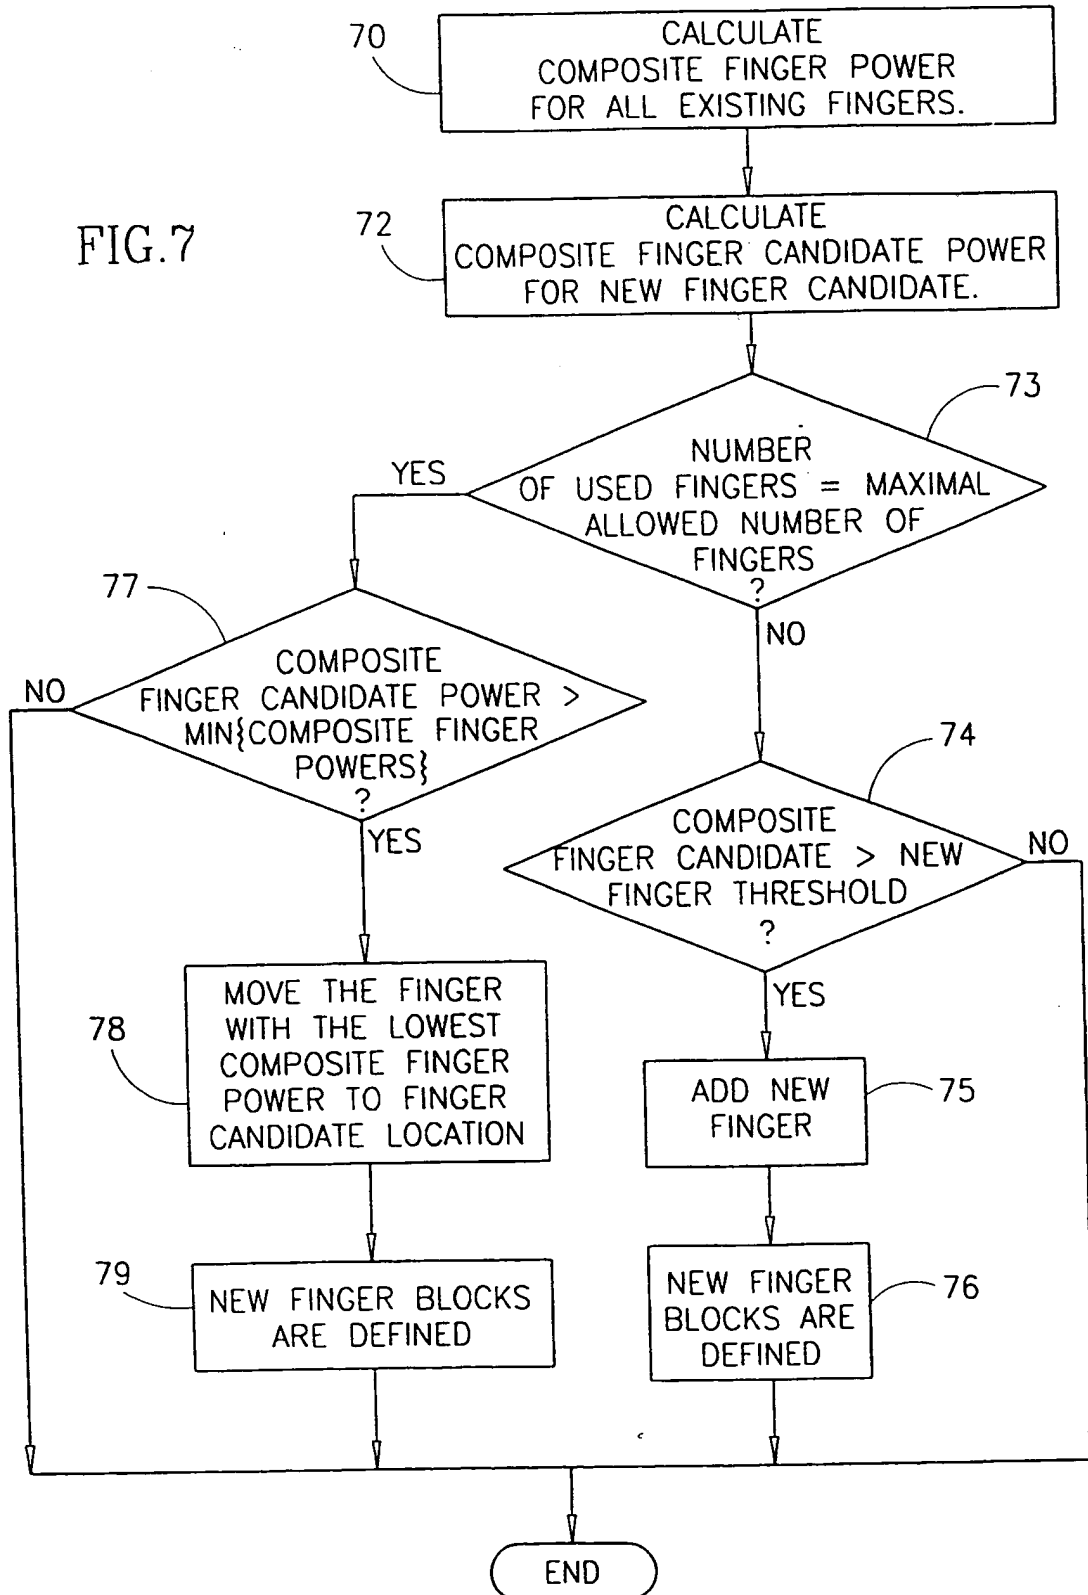 70
CALCULATE
COMPOSITE FINGER POWER
FOR ALL EXISTING FINGERS.
FIG.7
72
CALCULATE
COMPOSITE FINGER CANDIDATE POWER
FOR NEW FINGER CANDIDATE.
73
NUMBER
OF USED FINGERS = MAXIMAL
ALLOWED NUMBER OF
FINGERS
?
YES
NO
77
COMPOSITE
FINGER CANDIDATE POWER >
MIN{COMPOSITE FINGER
POWERS}
?
NO
YES
74
COMPOSITE
FINGER CANDIDATE > NEW
FINGER THRESHOLD
?
NO
YES
78
MOVE THE FINGER
WITH THE LOWEST
COMPOSITE FINGER
POWER TO FINGER
CANDIDATE LOCATION
75
ADD NEW
FINGER
79
NEW FINGER BLOCKS
ARE DEFINED
76
NEW FINGER
BLOCKS ARE
DEFINED
END